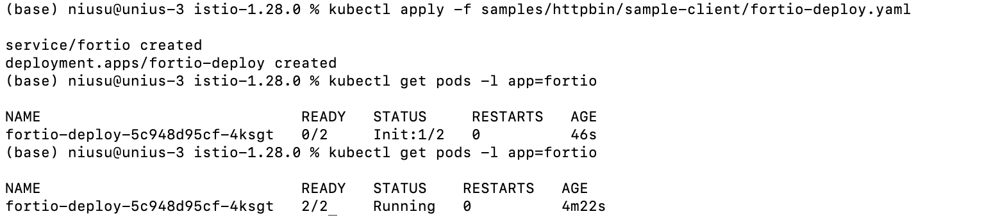 (base) niusu@unius-3 istio-1.28.0 % kubectl apply -f samples/httpbin/sample-client/fortio-deploy.yaml
service/fortio created
deployment.apps/fortio-deploy created
(base) niusu@unius-3 istio-1.28.0 % kubectl get pods -l app=fortio
NAME                             READY   STATUS     RESTARTS   AGE
fortio-deploy-5c948d95cf-4ksgt   0/2     Init:1/2   0          46s
(base) niusu@unius-3 istio-1.28.0 % kubectl get pods -l app=fortio
NAME                             READY   STATUS    RESTARTS   AGE
fortio-deploy-5c948d95cf-4ksgt   2/2     Running   0          4m22s